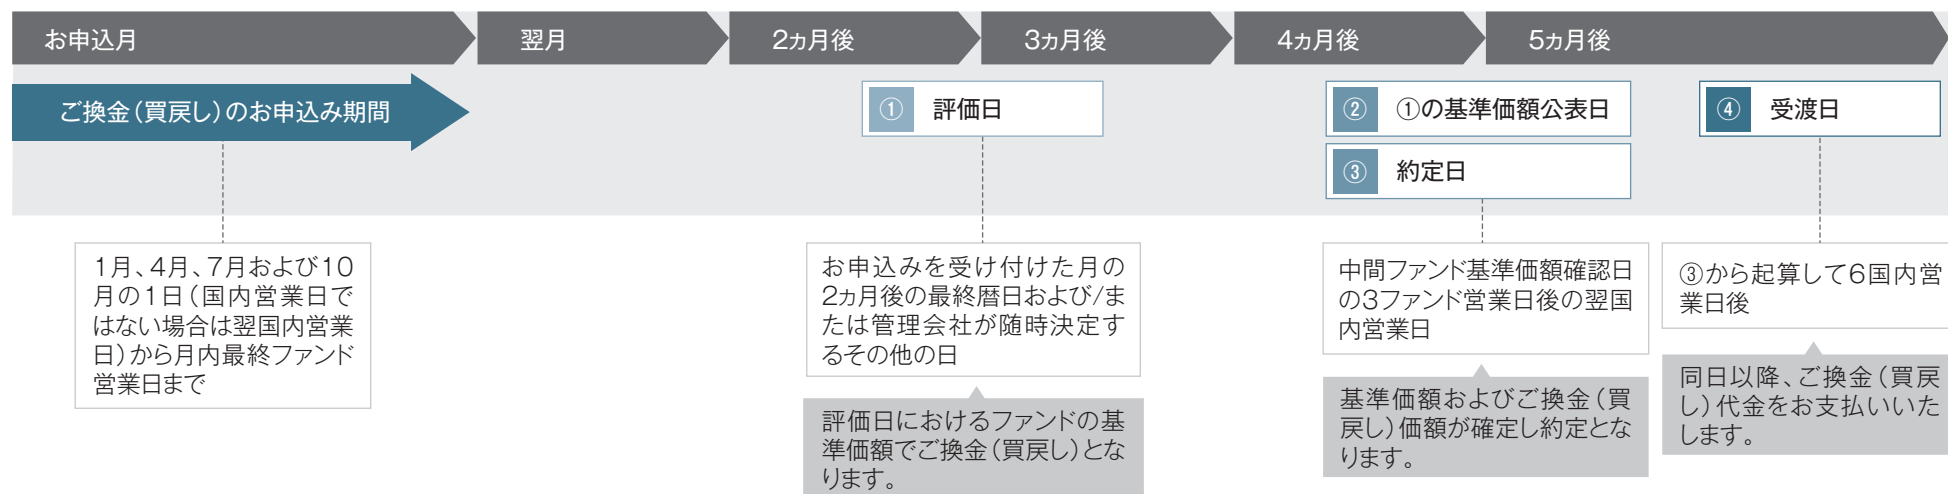 お申込月
翌月
2ヵ月後
3ヵ月後
4ヵ月後
5ヵ月後
ご換金(買戻し)のお申込み期間
① 評価日
② ①の基準価額公表日
③ 約定日
④ 受渡日
1月、4月、7月および10
月の1日(国内営業日で
はない場合は翌国内営業
日)から月内最終ファンド
営業日まで
お申込みを受け付けた月の
2ヵ月後の最終暦日および/ま
たは管理会社が随時決定す
るその他の日
評価日におけるファンドの基
準価額でご換金(買戻し)とな
ります。
中間ファンド基準価額確認日
の3ファンド営業日後の翌国
内営業日
基準価額およびご換金(買
戻し)価額が確定し約定とな
ります。
③から起算して6国内営
業日後
同日以降、ご換金(買戻
し)代金をお支払いいた
します。